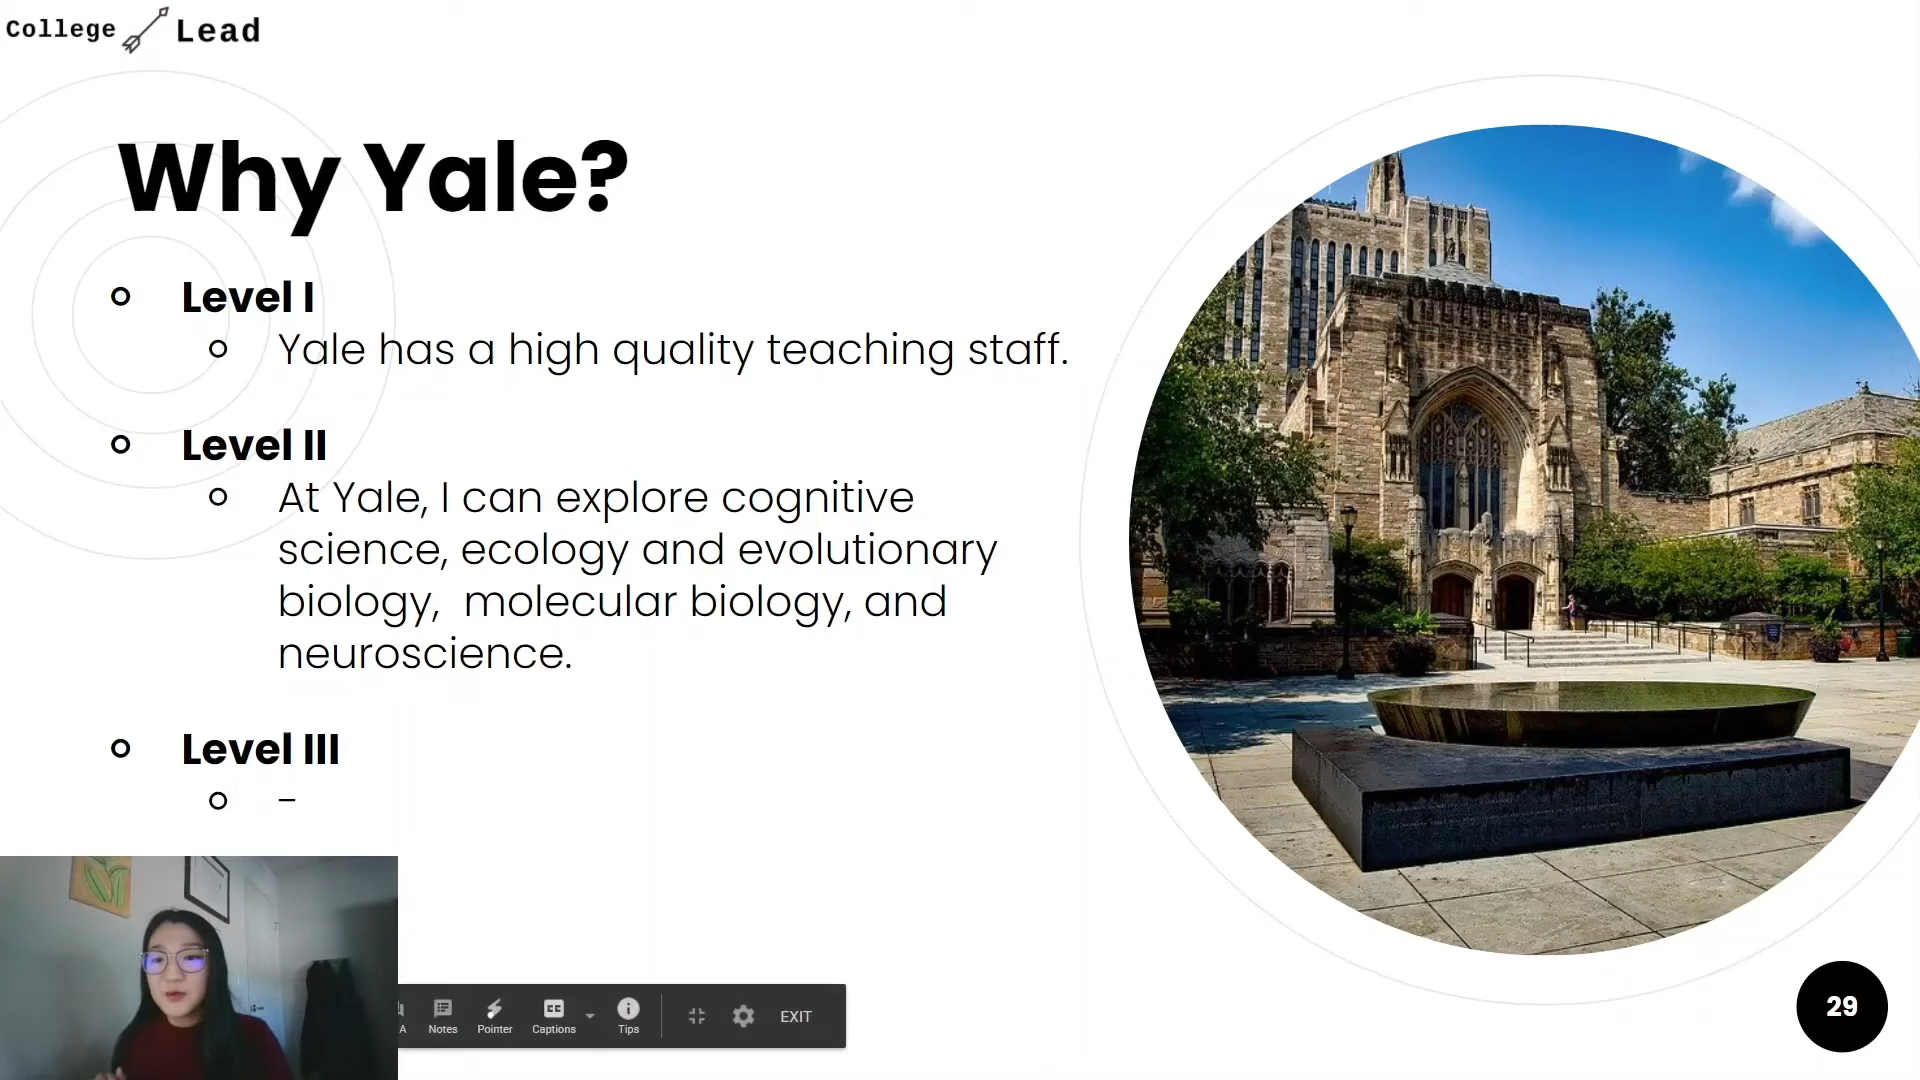 College Lead
Why Yale?
Level I
Yale has a high quality teaching staff.
Level II
At Yale, I can explore cognitive
science, ecology and evolutionary
biology, molecular biology, and
neuroscience.
Level III
–
A Notes Pointer Captions Tips EXIT
29